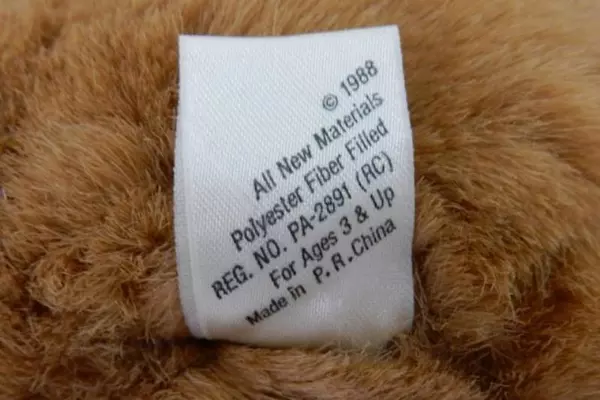 © 1988
All New Materials
Polyester Fiber Filled
REG. NO. PA-2891 (RC)
For Ages 3 & Up
Made in P.R.China